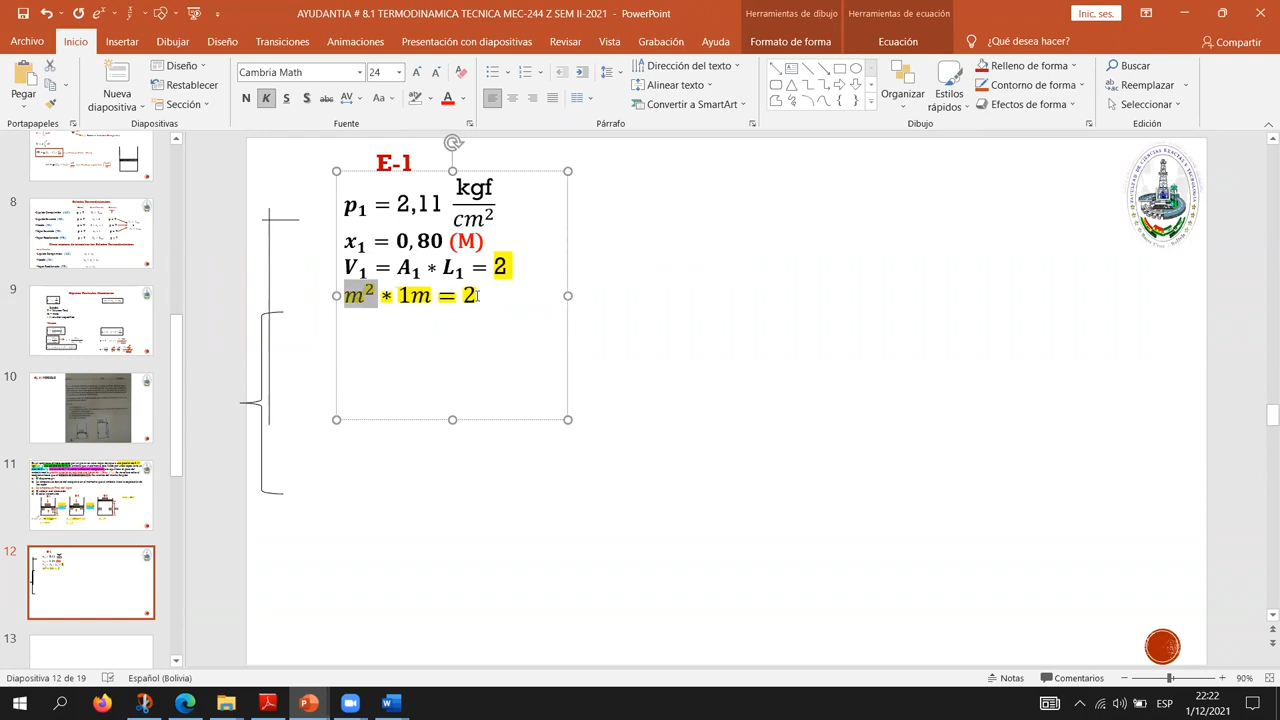 AYUDANTIA # 8.1 TERMODINAMICA TECNICA MEC-244 Z SEM II-2021 - PowerPoint
Herramientas de dibujo
Herramientas de ecuación
Inic. ses.
Archivo
Inicio
Insertar
Dibujar
Diseño
Transiciones
Animaciones
Presentación con diapositivas
Revisar
Vista
Grabación
Ayuda
Formato de forma
Ecuación
¿Qué desea hacer?
Compartir
Pegar
Nueva
diapositiva
Diseño
Restablecer
Sección
Cambria Math
24
N K S S abc AV Aa A
Dirección del texto
Alinear texto
Convertir a SmartArt
Organizar
Estilos
rápidos
Relleno de forma
Contorno de forma
Efectos de forma
Buscar
Reemplazar
Seleccionar
Portapapeles
Diapositivas
Fuente
Párrafo
Dibujo
Edición
8
9
10
11
12
13
E-1
p₁ = 2,11 kgf/cm²
x₁ = 0,80 (M)
V₁ = A₁ * L₁ = 2
m² * 1m = 2
Diapositiva 12 de 19
Español (Bolivia)
Notas
Comentarios
90%
ESP
22:22
1/12/2021